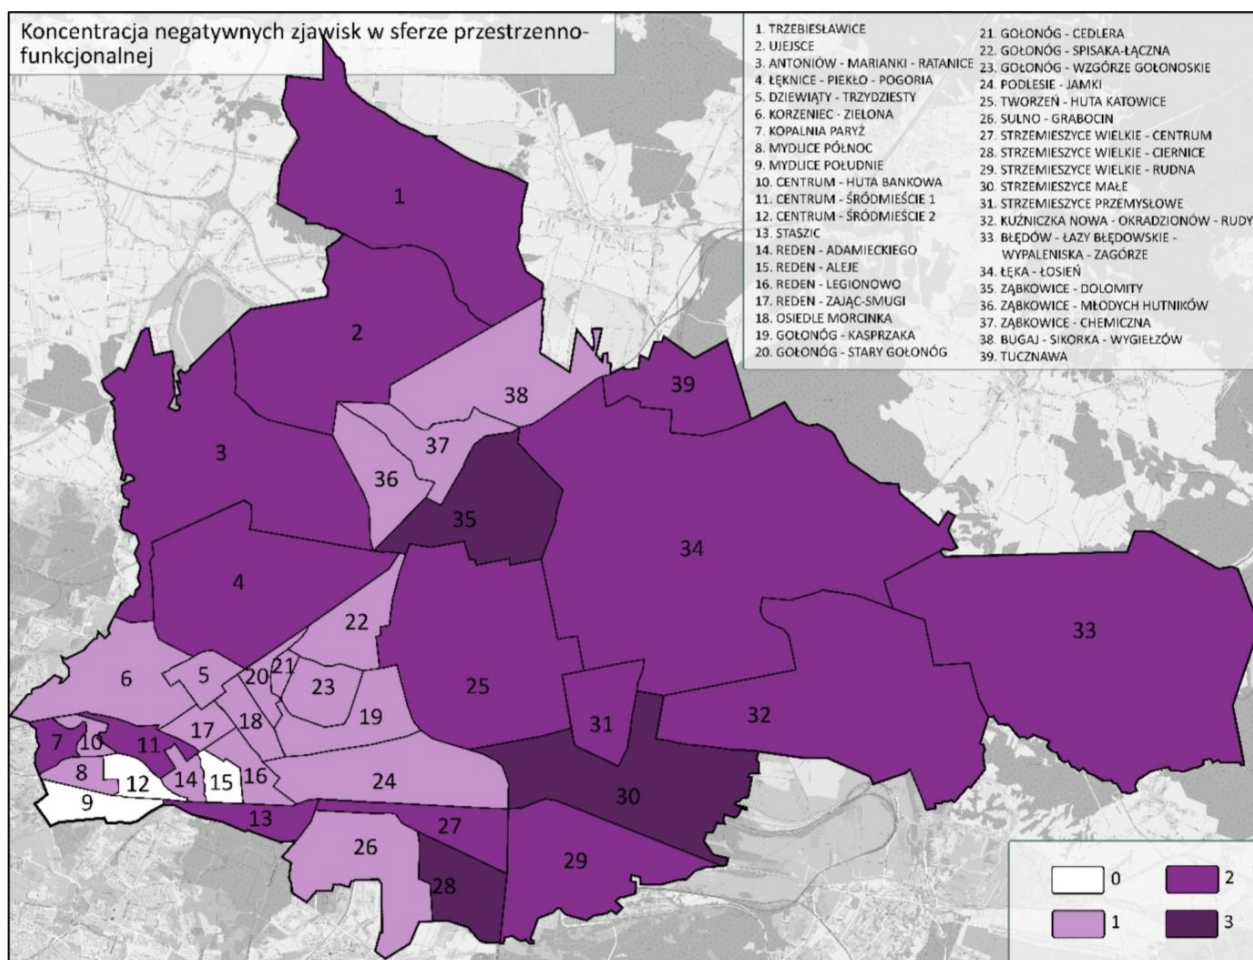 Koncentracja negatywnych zjawisk w sferze przestrzenno-
funkcjonalnej
1. TRZEBIESŁAWICE
2. UJEJSCE
3. ANTONIÓW - MARIANKI - RATANICE
4. ŁĘKNICE - PIEKŁO - POGORIA
5. DZIEWIĄTY - TRZYDZIESTY
6. KORZENIEC - ZIELONA
7. KOPALNIA PARYŻ
8. MYDLICE PÓŁNOC
9. MYDLICE POŁUDNIE
10. CENTRUM - HUTA BANKOWA
11. CENTRUM - ŚRÓDMIEŚCIE 1
12. CENTRUM - ŚRÓDMIEŚCIE 2
13. STASZIC
14. REDEN - ADAMIECKIEGO
15. REDEN - ALEJE
16. REDEN - LEGIONOWO
17. REDEN - ZAJĄC-SMUGI
18. OSIEDLE MORCINKA
19. GOŁONÓG - KASPRZAKA
20. GOŁONÓG - STARY GOŁONÓG
21. GOŁONÓG - CEDLERA
22. GOŁONÓG - SPISAKA-ŁĄCZNA
23. GOŁONÓG - WZGÓRZE GOŁONOSKIE
24. PODLESIE - JAMKI
25. TWORZEŃ - HUTA KATOWICE
26. SULNO - GRABOCIN
27. STRZEMIESZYCE WIELKIE - CENTRUM
28. STRZEMIESZYCE WIELKIE - CIERNICE
29. STRZEMIESZYCE WIELKIE - RUDNA
30. STRZEMIESZYCE MAŁE
31. STRZEMIESZYCE PRZEMYSŁOWE
32. KUŹNICZKA NOWA - OKRADZIONÓW - RUDY
33. BŁĘDÓW - ŁAZY BŁĘDOWSKIE -
WYPALENISKA - ZAGÓRZE
34. ŁĘKA - ŁOSIEŃ
35. ZĄBKOWICE - DOLOMITY
36. ZĄBKOWICE - MŁODYCH HUTNIKÓW
37. ZĄBKOWICE - CHEMICZNA
38. BUGAJ - SIKORKA - WYGIEŁZÓW
39. TUCZNAWA
1
2
39
38
37
3
36
35
34
4
22
33
5
20
21
6
23
25
18
19
17
31
32
7
10
11
8
12
14
15
16
24
9
30
13
27
26
29
28
0
2
1
3